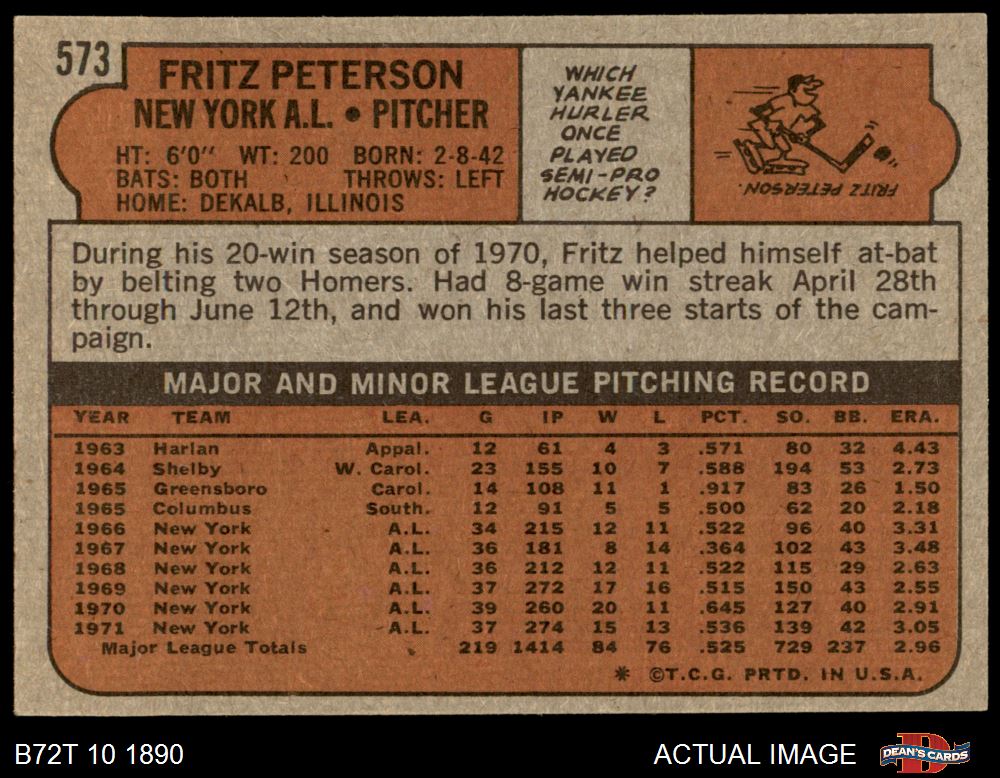 573
FRITZ PETERSON
NEW YORK A.L. • PITCHER
HT: 6'0" WT: 200 BORN: 2-8-42
BATS: BOTH THROWS: LEFT
HOME: DEKALB, ILLINOIS
WHICH
YANKEE
HURLER
ONCE
PLAYED
SEMI-PRO
HOCKEY?
FRITZ PETERSON.
During his 20-win season of 1970, Fritz helped himself at-bat
by belting two Homers. Had 8-game win streak April 28th
through June 12th, and won his last three starts of the cam-
paign.
MAJOR AND MINOR LEAGUE PITCHING RECORD
YEAR TEAM LEA. G IP W L PCT. SO. BB. ERA.
1963 Harlan Appal. 12 61 4 3 .571 80 32 4.43
1964 Shelby W. Carol. 23 155 10 7 .588 194 53 2.73
1965 Greensboro Carol. 14 108 11 1 .917 83 26 1.50
1965 Columbus South. 12 91 5 5 .500 62 20 2.18
1966 New York A.L. 34 215 12 11 .522 96 40 3.31
1967 New York A.L. 36 181 8 14 .364 102 43 3.48
1968 New York A.L. 36 212 12 11 .522 115 29 2.63
1969 New York A.L. 37 272 17 16 .515 150 43 2.55
1970 New York A.L. 39 260 20 11 .645 127 40 2.91
1971 New York A.L. 37 274 15 13 .536 139 42 3.05
Major League Totals 219 1414 84 76 .525 729 237 2.96
* ©T.C.G. PRTD. IN U.S.A.
B72T 10 1890
ACTUAL IMAGE
DEAN'S CARDS